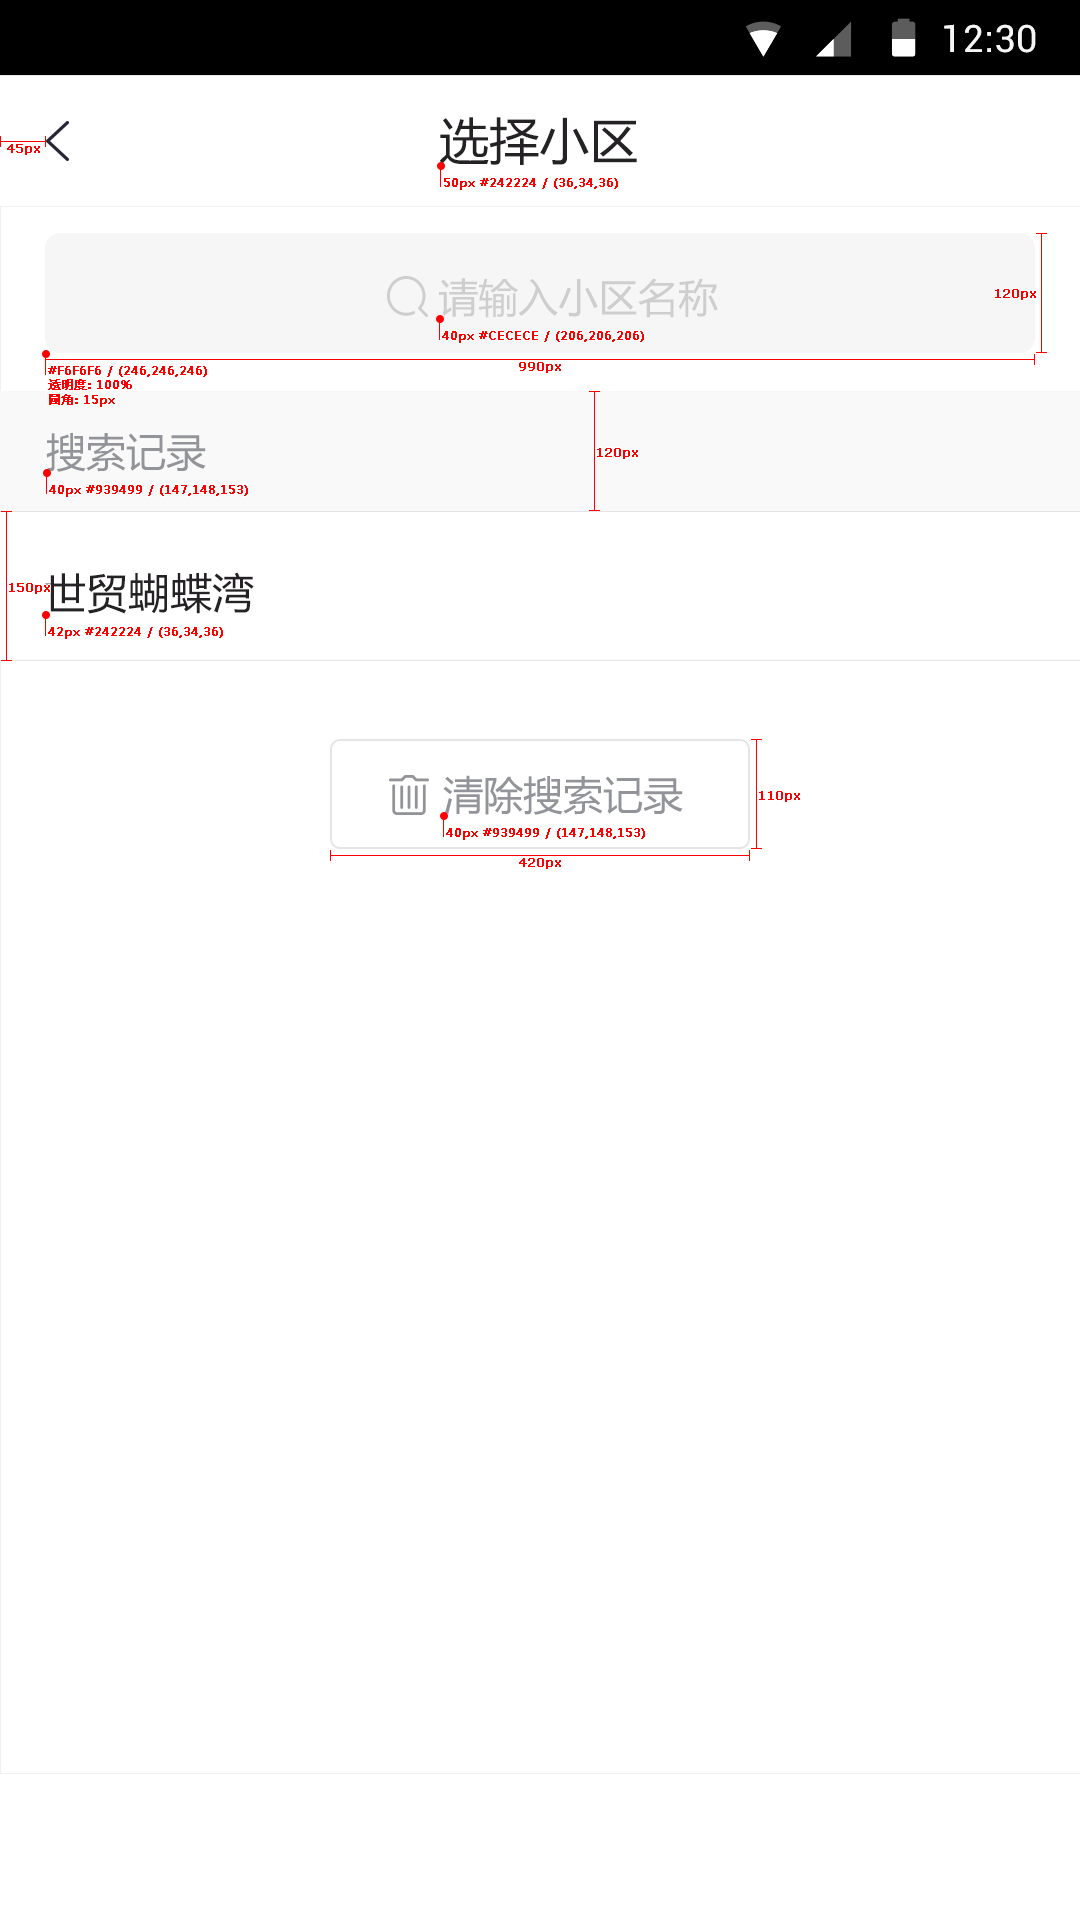 12:30
选择小区
45px
50px #242224 / (36,34,36)
请输入小区名称
120px
40px #CECECE / (206,206,206)
990px
#F6F6F6 / (246,246,246)
透明度: 100%
圆角: 15px
搜索记录
120px
40px #939499 / (147,148,153)
150px
世贸蝴蝶湾
42px #242224 / (36,34,36)
清除搜索记录
110px
40px #939499 / (147,148,153)
420px